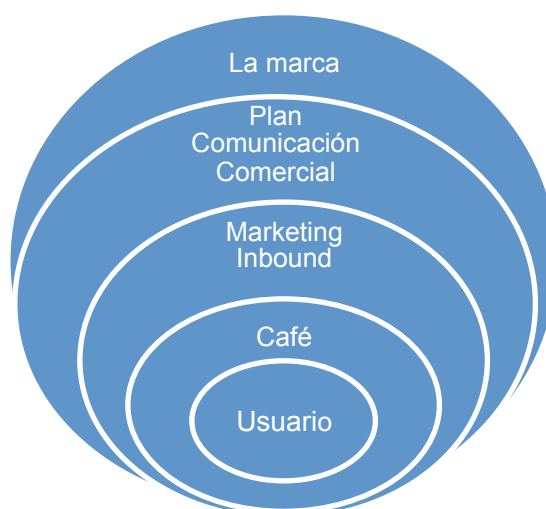 La marca
Plan
Comunicación
Comercial
Marketing
Inbound
Café
Usuario